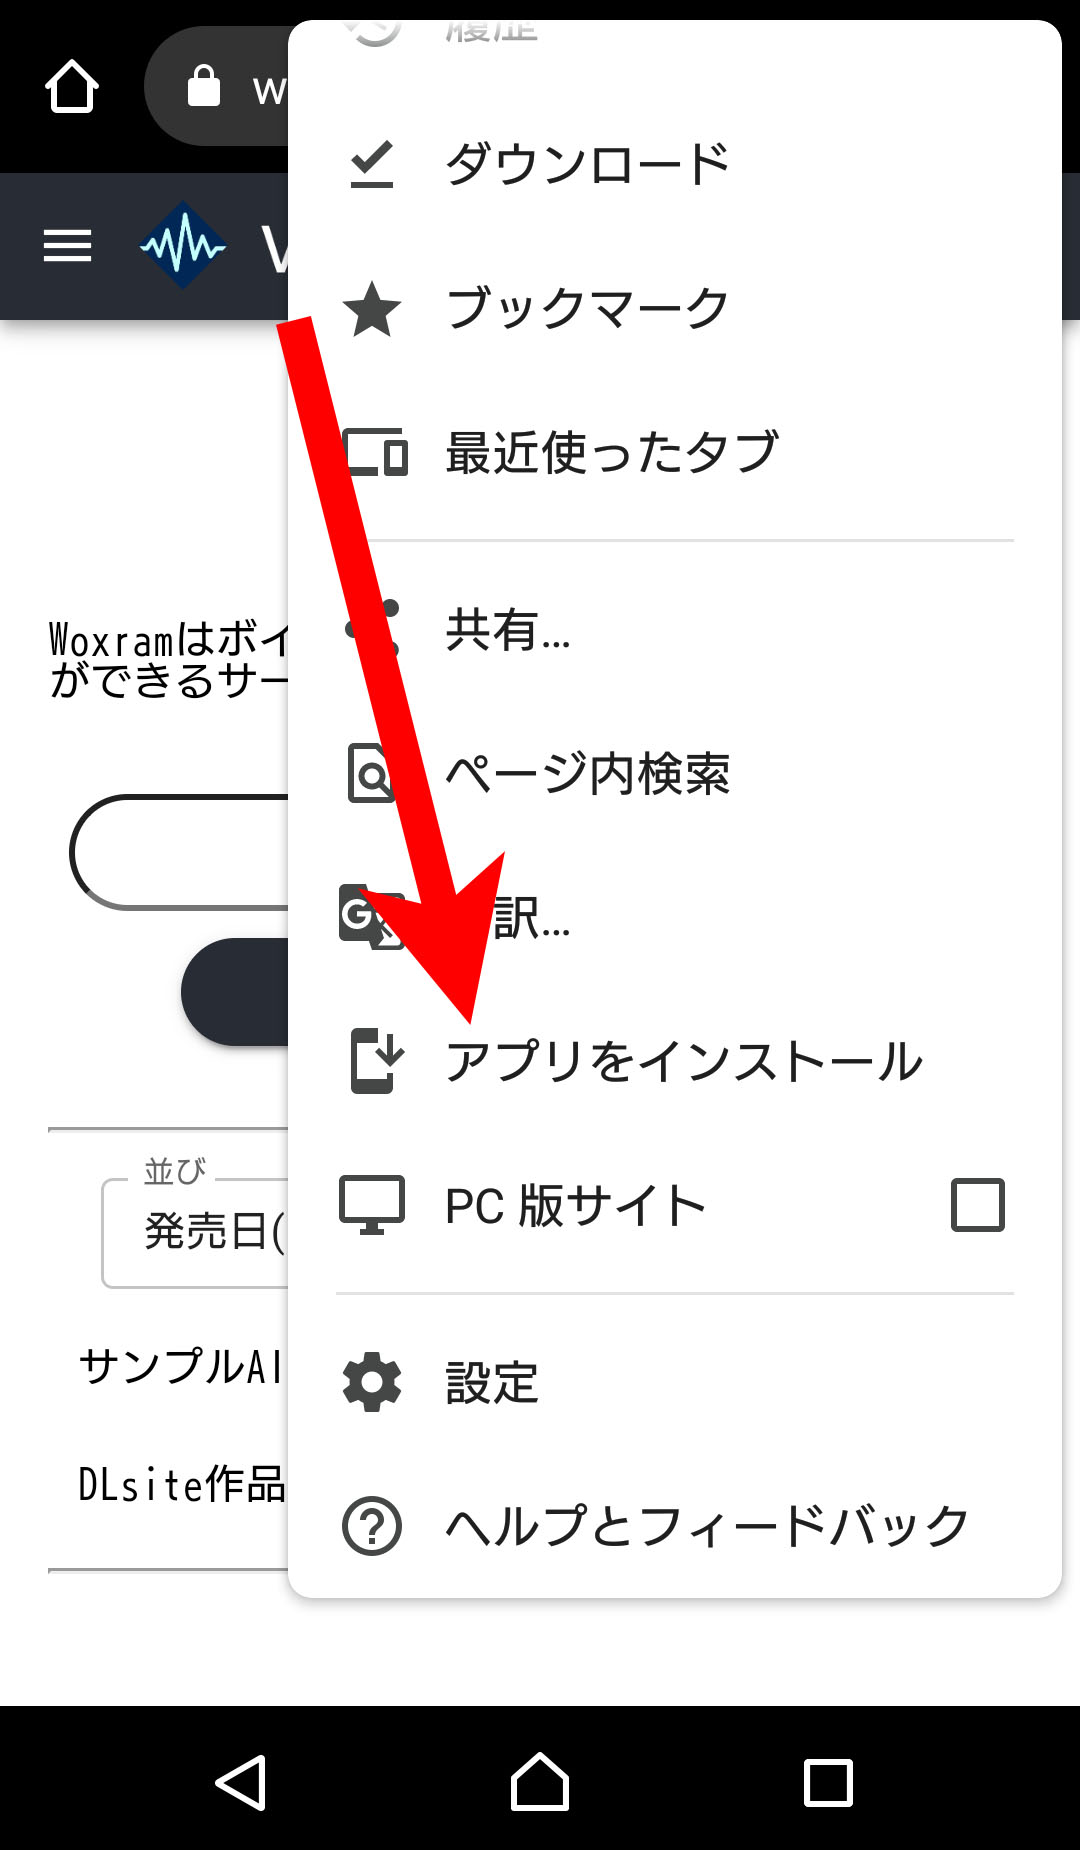 履歴
w
ダウンロード
V
ブックマーク
最近使ったタブ
共有...
Woxramはボイ
ができるサー
ページ内検索
訳...
アプリをインストール
並び
発売日(
PC 版サイト
サンプルAI
設定
DLsite作品
ヘルプとフィードバック